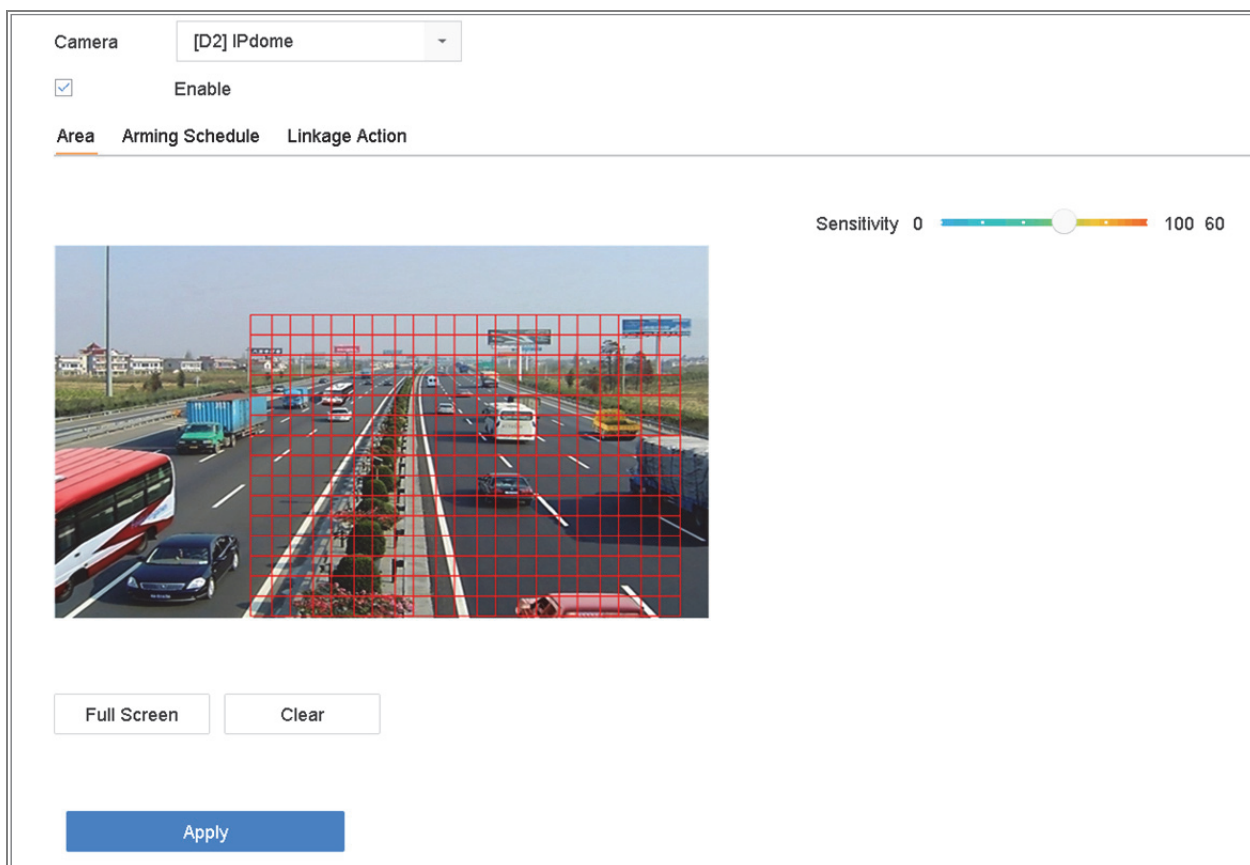 Camera [D2] IPdome
Enable
Area Arming Schedule Linkage Action
Sensitivity 0 100 60
Full Screen Clear
Apply